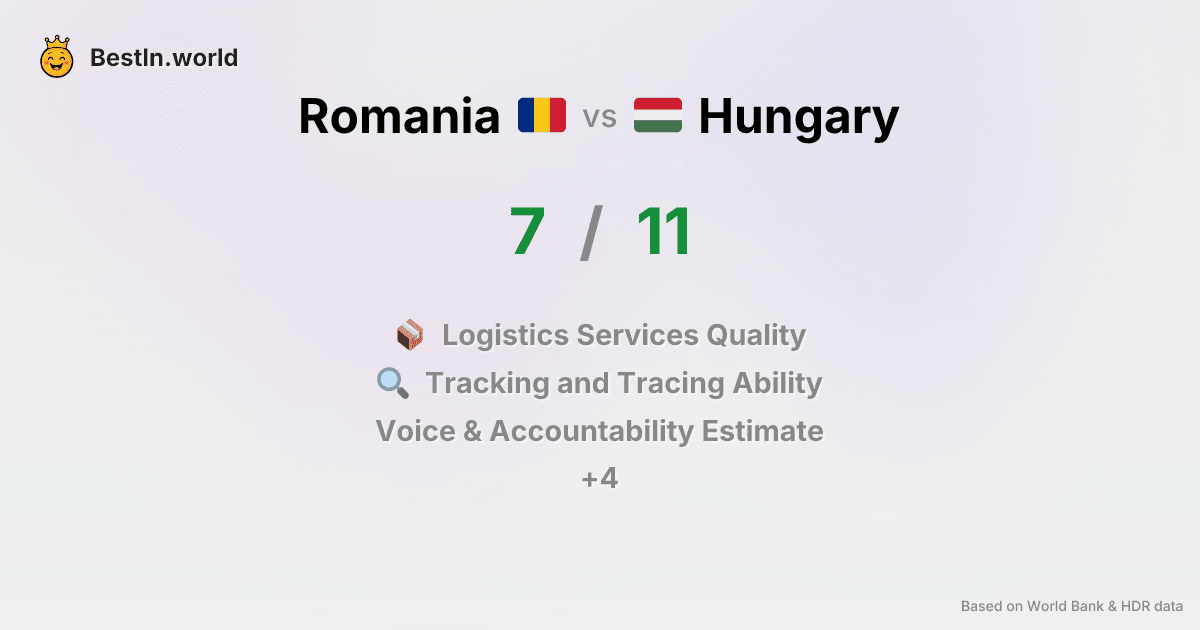 BestIn.world
Romania vs Hungary
7 / 11
Logistics Services Quality
Tracking and Tracing Ability
Voice & Accountability Estimate
+4
Based on World Bank & HDR data